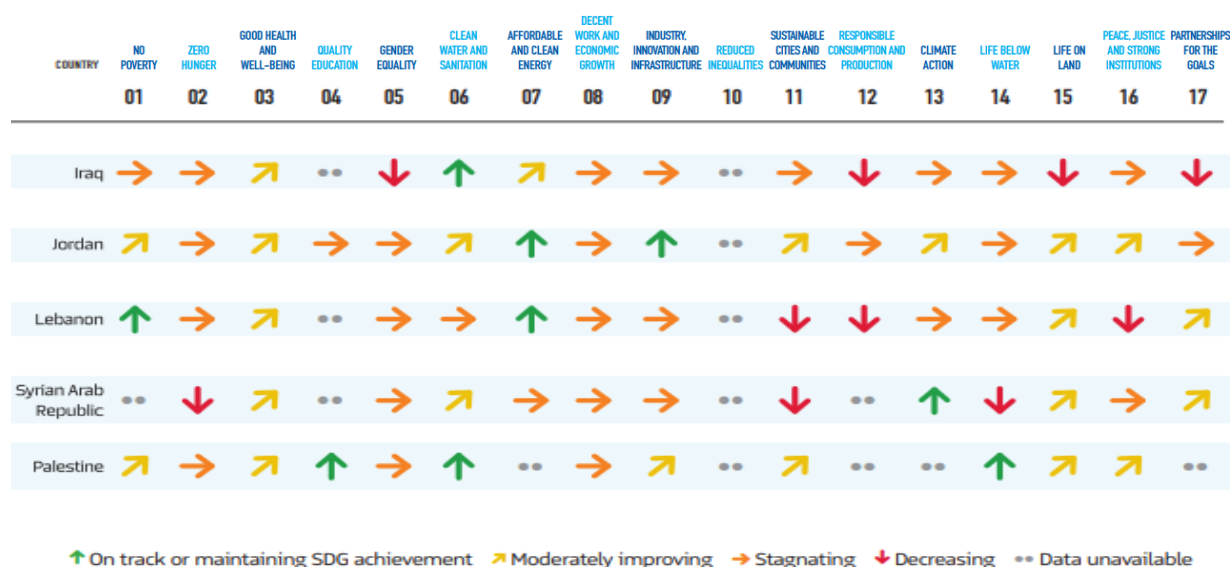 COUNTRY
NO
POVERTY
ZERO
HUNGER
GOOD HEALTH
AND
WELL-BEING
QUALITY
EDUCATION
GENDER
EQUALITY
CLEAN
WATER AND
SANITATION
AFFORDABLE
AND CLEAN
ENERGY
DECENT
WORK AND
ECONOMIC
GROWTH
INDUSTRY,
INNOVATION AND
INFRASTRUCTURE
REDUCED
INEQUALITIES
SUSTAINABLE
CITIES AND
COMMUNITIES
RESPONSIBLE
CONSUMPTION AND
PRODUCTION
CLIMATE
ACTION
LIFE BELOW
WATER
LIFE ON
LAND
PEACE, JUSTICE
AND STRONG
INSTITUTIONS
PARTNERSHIPS
FOR THE
GOALS
01 02 03 04 05 06 07 08 09 10 11 12 13 14 15 16 17
Iraq
Jordan
Lebanon
Syrian Arab
Republic
Palestine
On track or maintaining SDG achievement Moderately improving Stagnating Decreasing Data unavailable